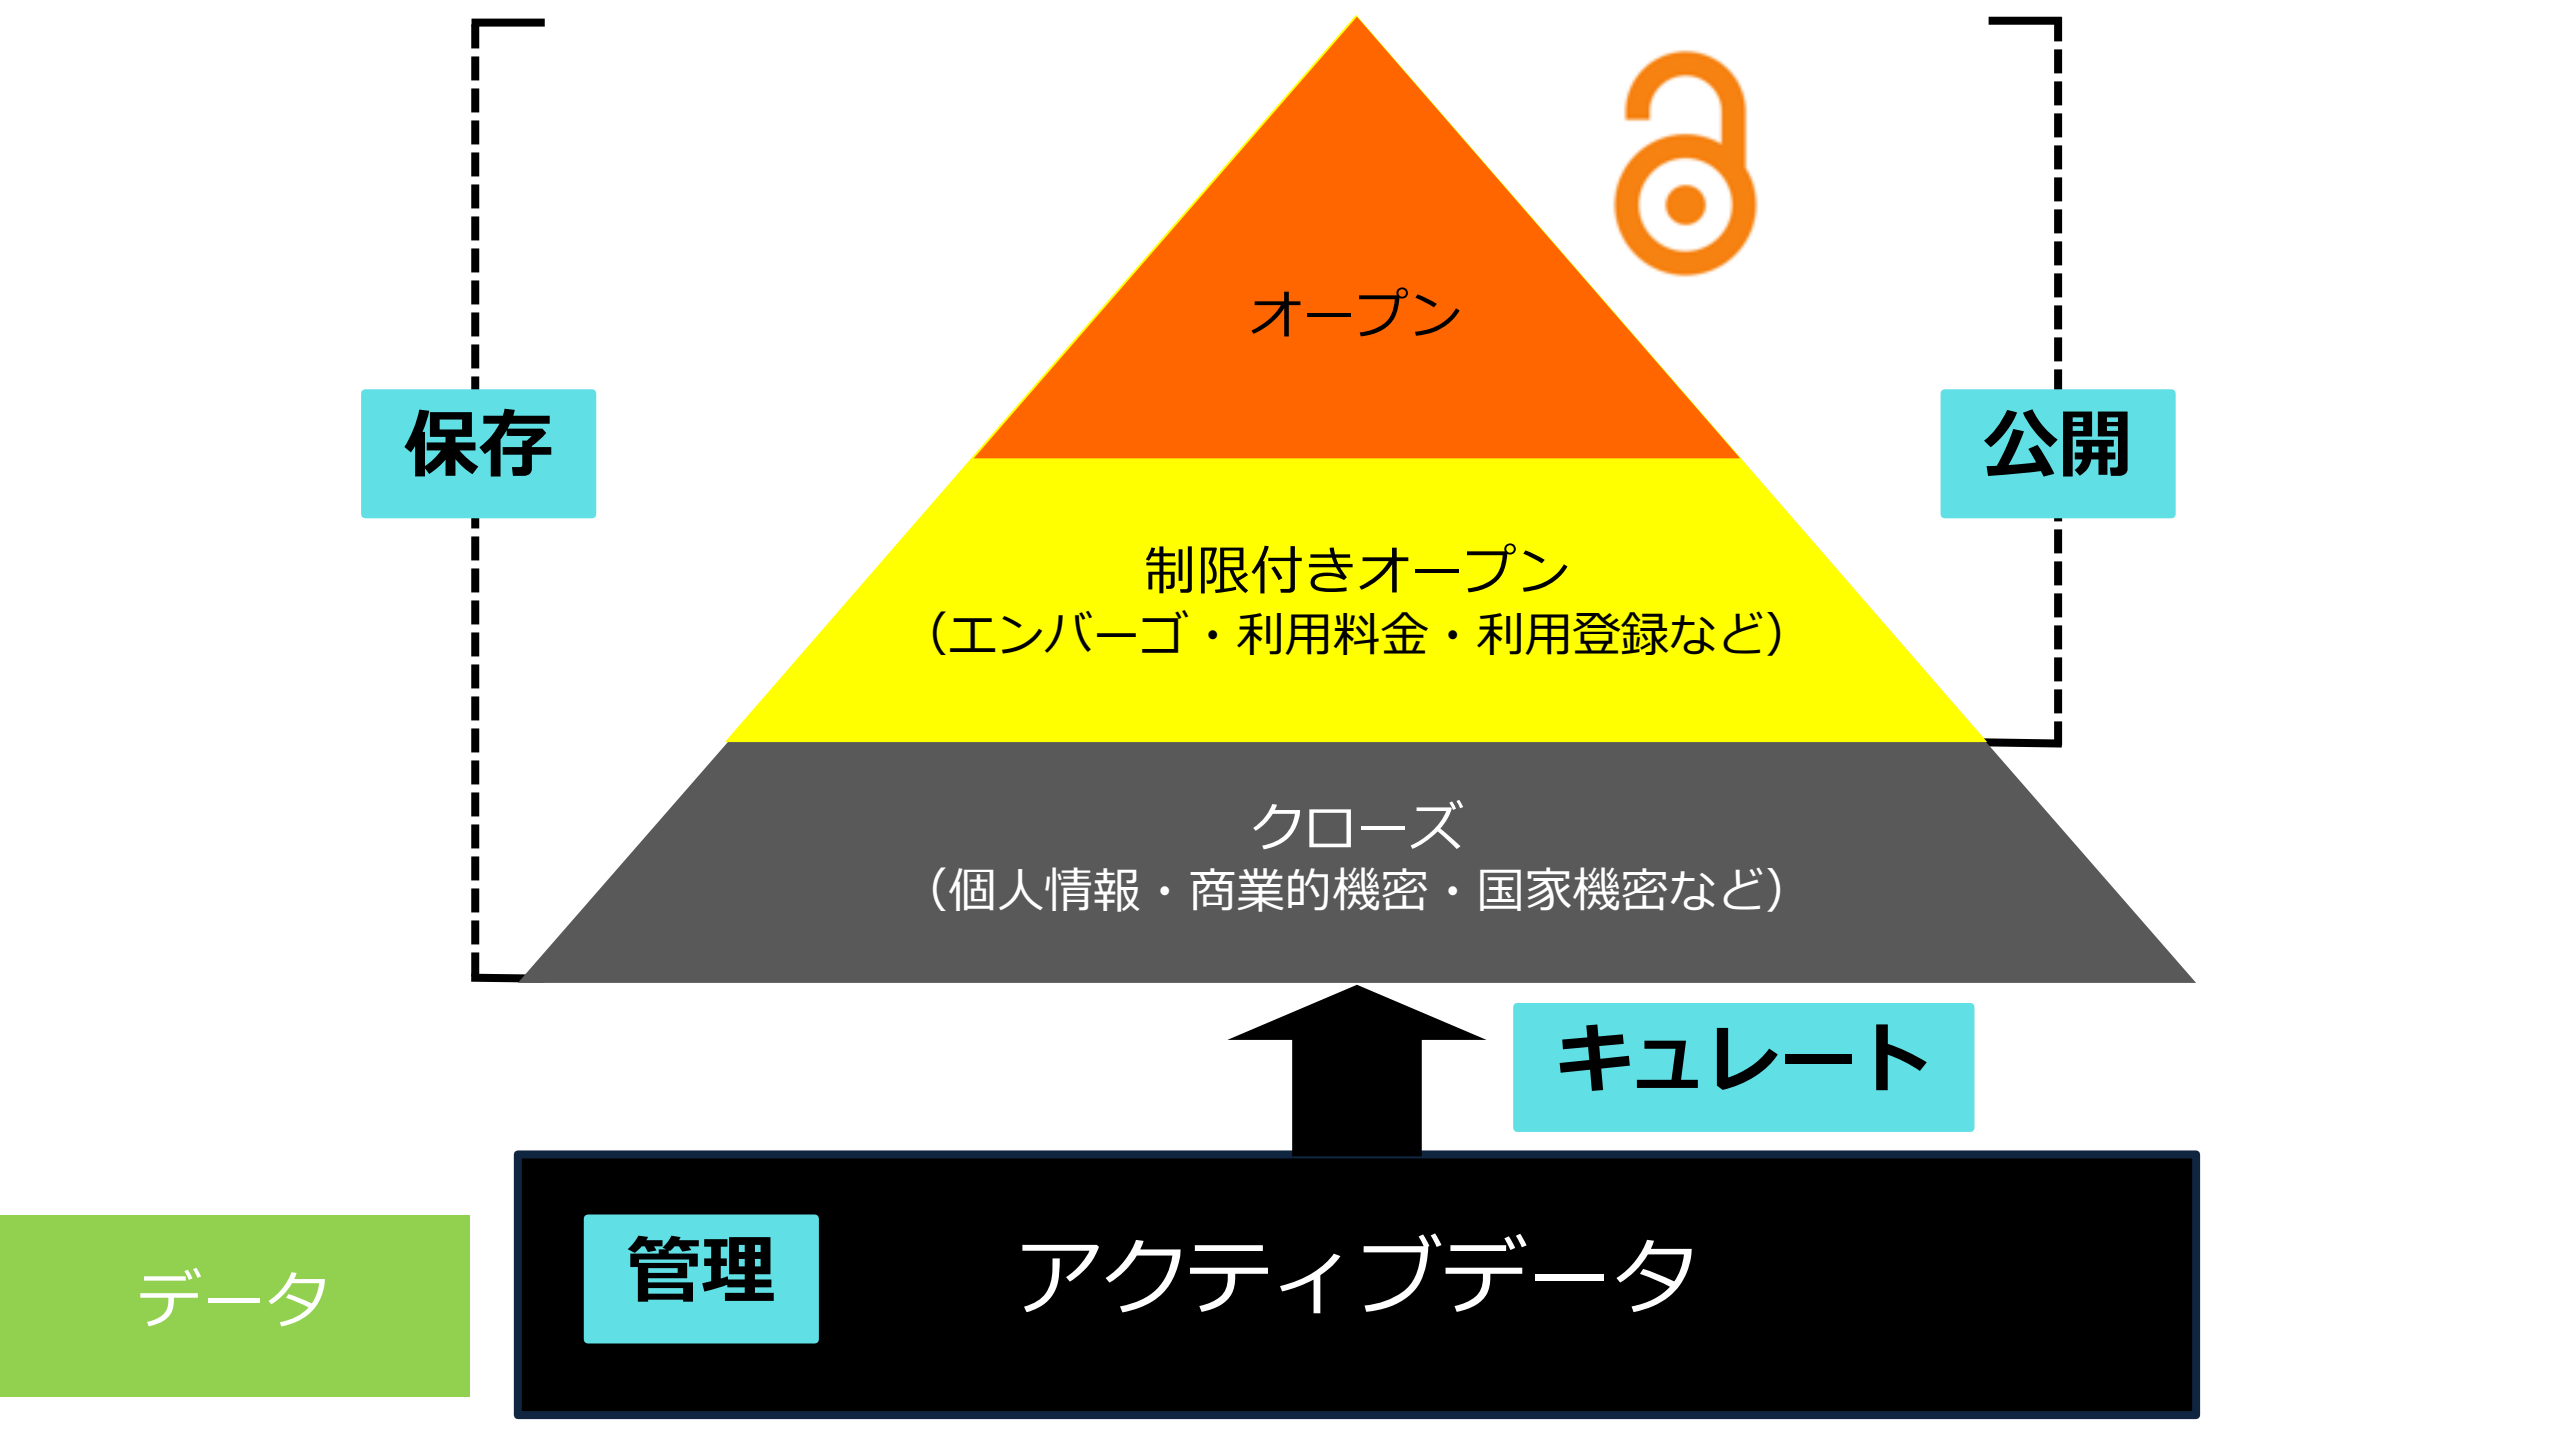 オープン
保存
公開
制限付きオープン
（エンバーゴ・利用料金・利用登録など）
クローズ
（個人情報・商業的機密・国家機密など）
キュレート
管理
アクティブデータ
データ